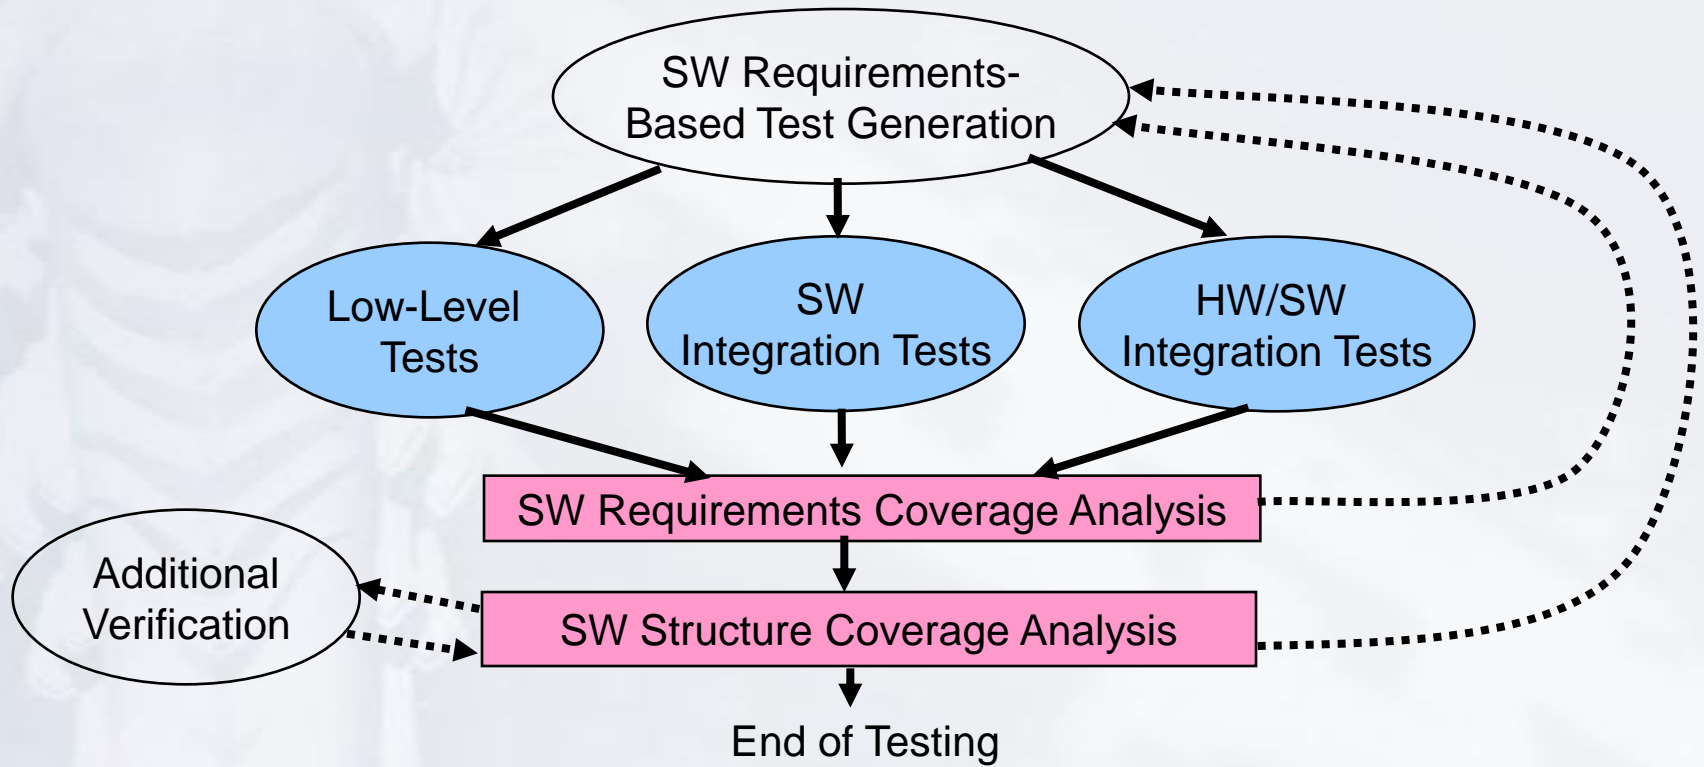 SW Requirements-
Based Test Generation
Low-Level
Tests
SW
Integration Tests
HW/SW
Integration Tests
SW Requirements Coverage Analysis
Additional
Verification
SW Structure Coverage Analysis
End of Testing